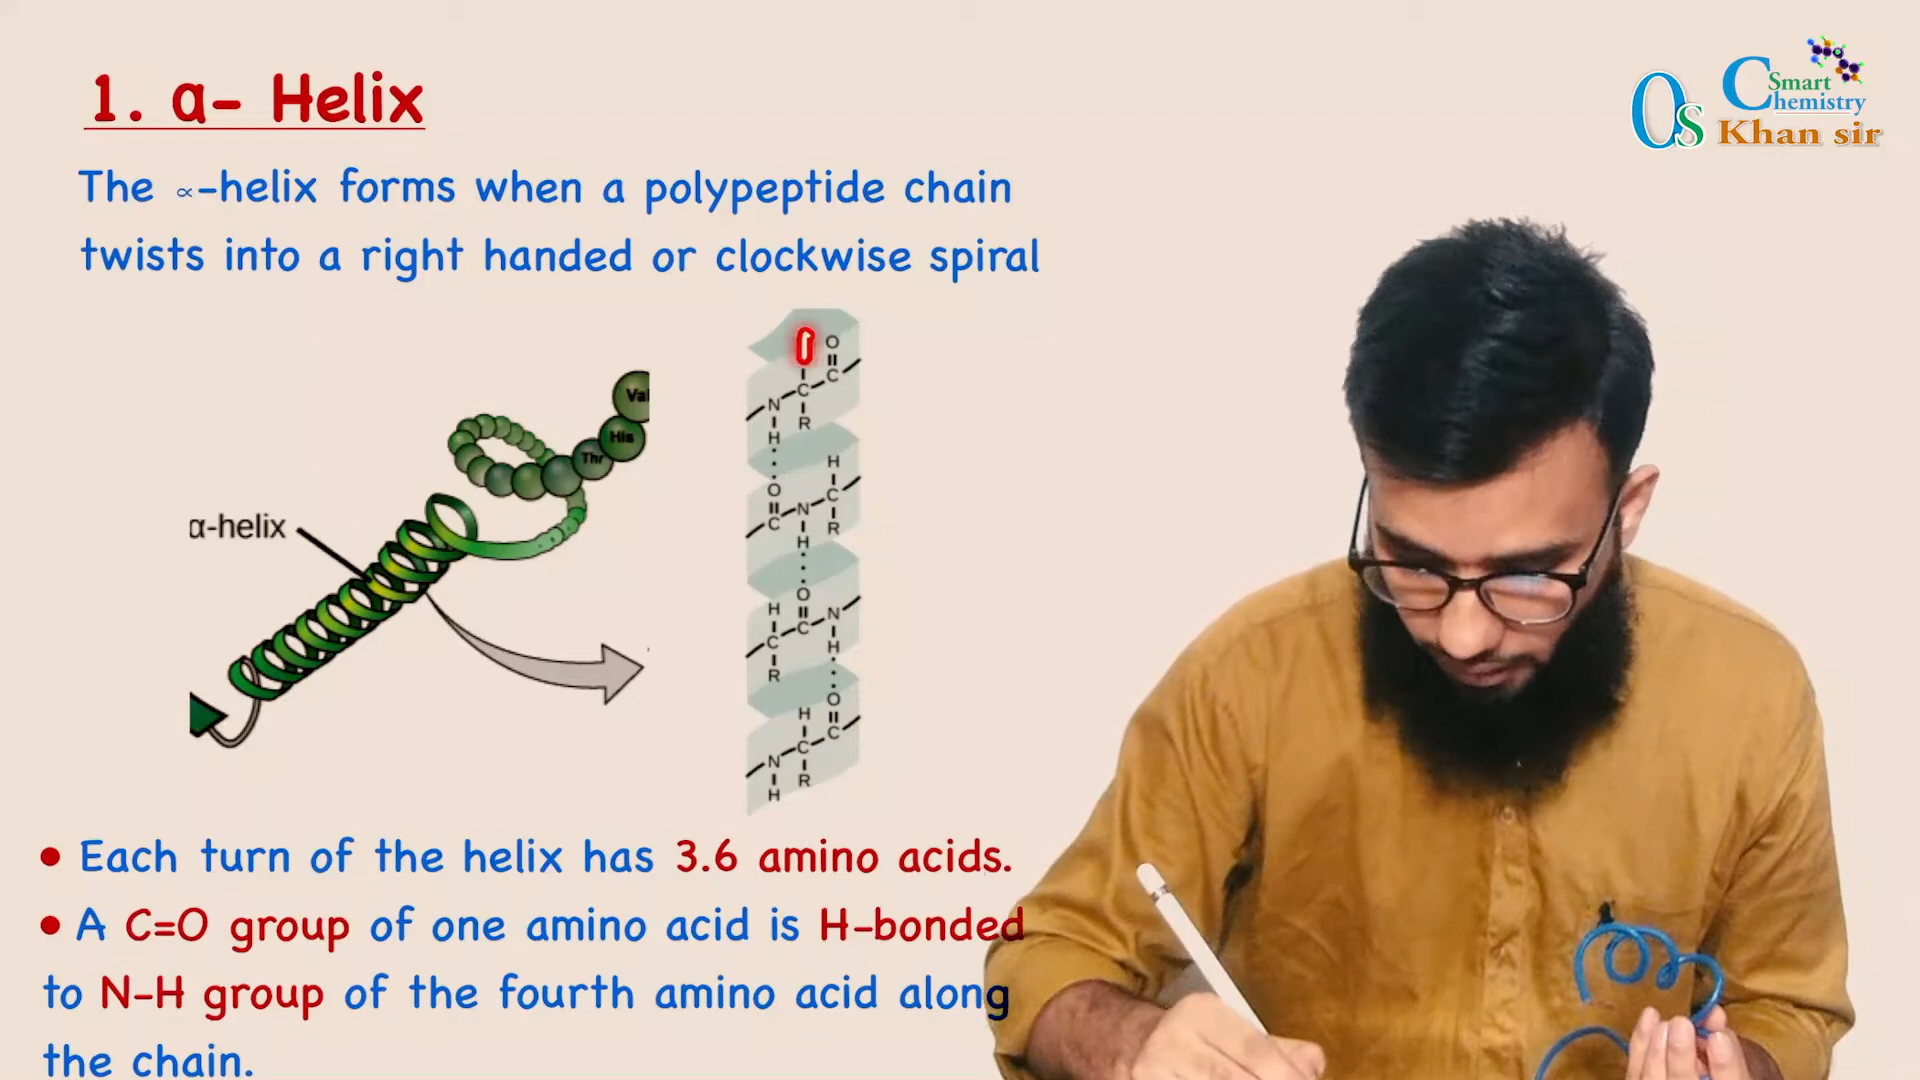 1. α- Helix
Os
C
Smart
Chemistry
Khan sir
The ∝-helix forms when a polypeptide chain
twists into a right handed or clockwise spiral
Val
His
Thr
α-helix
O
C
C
N
R
H
H
O
C
N
C
R
H
O
H
C
N
C
H
R
O
H
C
C
N
R
H
• Each turn of the helix has 3.6 amino acids.
• A C=O group of one amino acid is H-bonded
to N-H group of the fourth amino acid along
the chain.